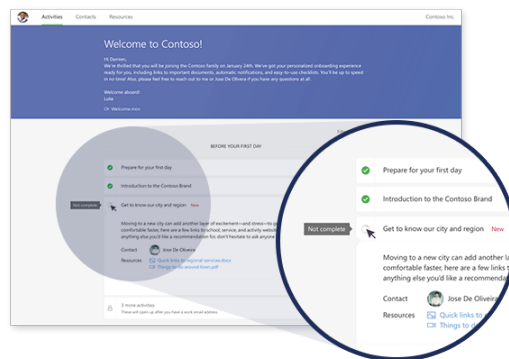 Activities Contacts Resources Contoso Inc.
Welcome to Contoso!
Hi Damien,
We're thrilled that you will be joining the Contoso family on January 24th. We've got your personalized onboarding experience
ready for you, including links to important documents, automatic notifications, and easy-to-use checklists. You'll be up to speed
in no time! Also, please feel free to reach out to me or Jose De Oliveira if you have any questions at all.
Welcome aboard!
Luke
Welcome.mov
BEFORE YOUR FIRST DAY
Prepare for your first day
Introduction to the Contoso Brand
Not complete
Get to know our city and region New
Moving to a new city can add another layer of excitement—and stress—to
comfortable faster, here are a few links to school, service, and activity
anything else you'd like a recommendation for, don't hesitate to ask anyone
Contact Jose De Oliveira
Resources Quick links to regional services.docx
Things to do around town.pdf
3 more activities
These will open up after you have a work email address
Prepare for your first day
Introduction to the Contoso Brand
Not complete
Get to know our city and region New
Moving to a new city can add another la
comfortable faster, here are a few links t
anything else you'd like a recommenda
Contact Jose De Oliveira
Resources Quick links to
Things to d